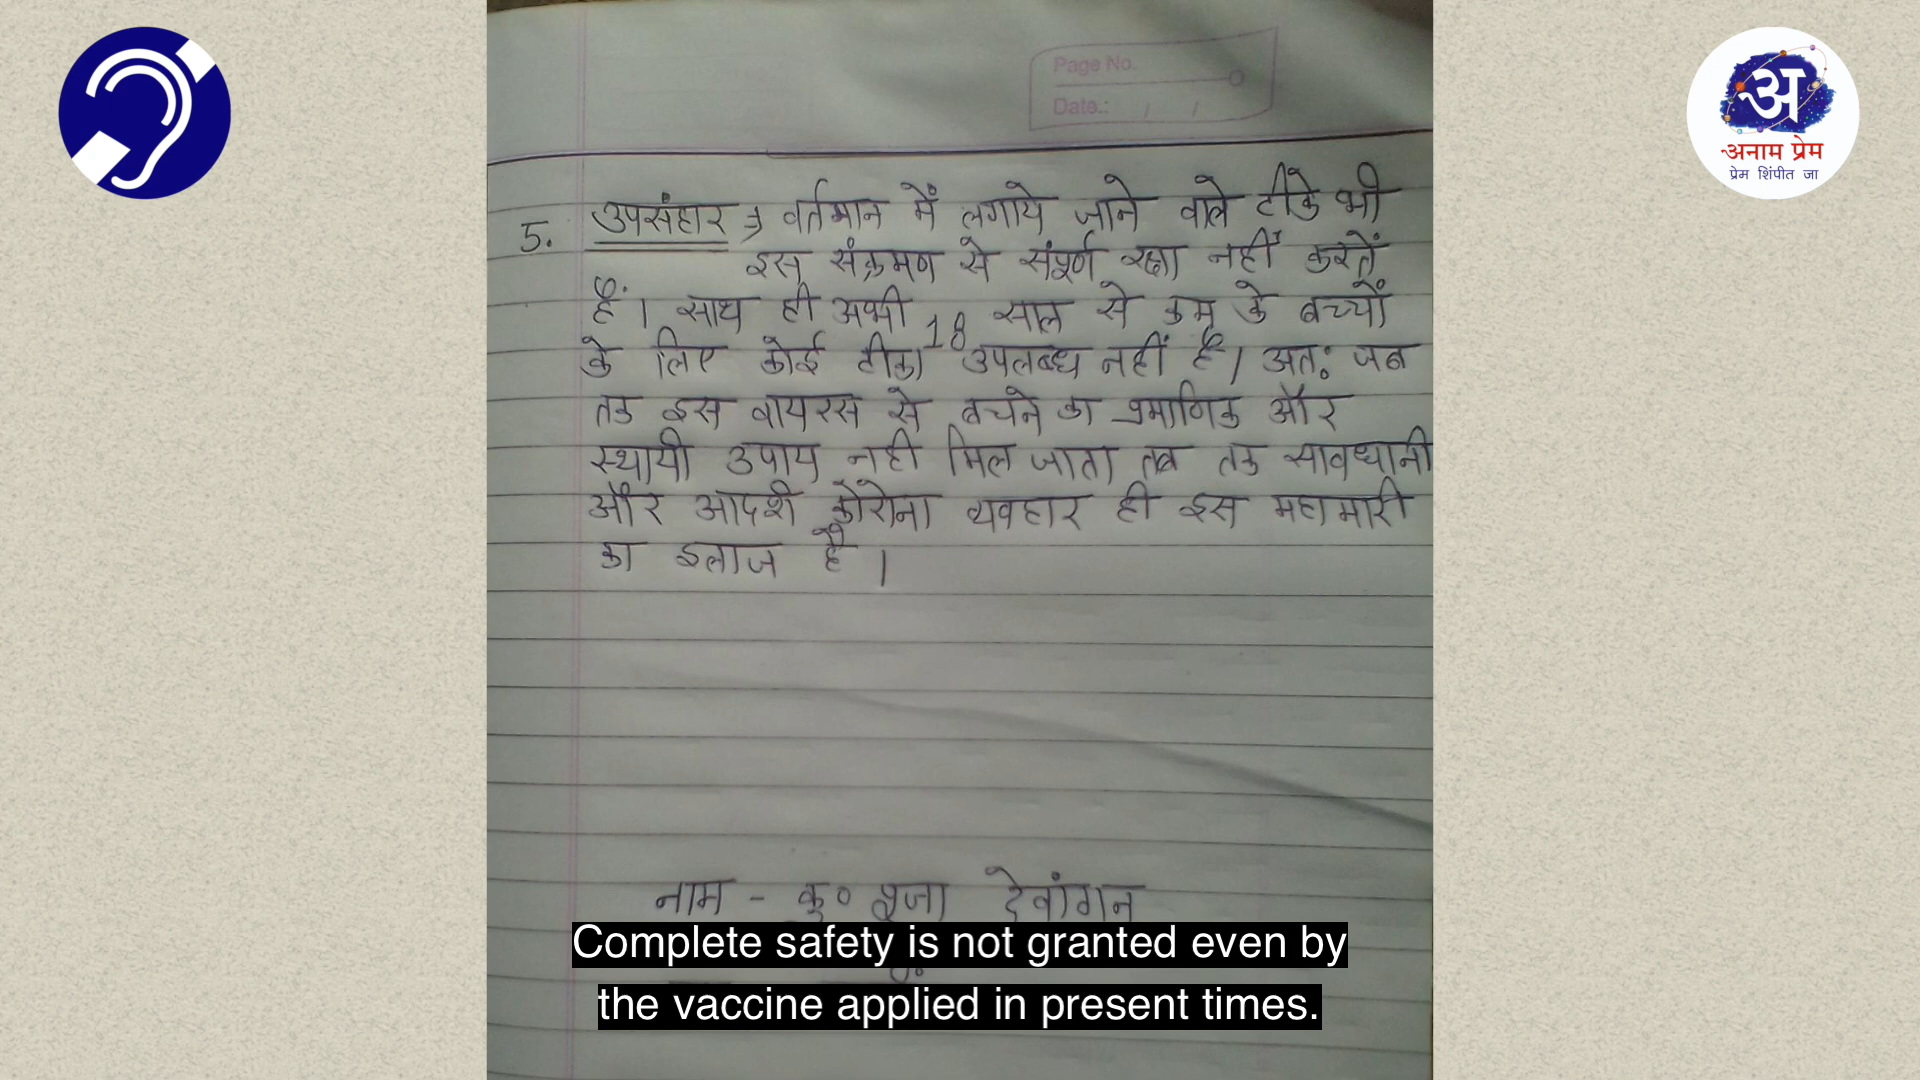 Page No.
Date.: / /
अ
अनाम प्रेम
प्रेम शिंपीत जा
5. उपसंहार → वर्तमान में लगाये जाने वाले टीके भी
इस संक्रमण से संपूर्ण रक्षा नहीं करतें
हैं। साथ ही अभी 18 साल से कम के बच्चों
के लिए कोई टीका उपलब्ध नहीं है। अतः जब
तक इस वायरस से बचने का प्रमाणिक और
स्थायी उपाय नही मिल जाता तब तक सावधानी
और आदर्श कोरोना व्यवहार ही इस महामारी
का इलाज है।
नाम - कु० पूजा देवांगन
Complete safety is not granted even by
the vaccine applied in present times.